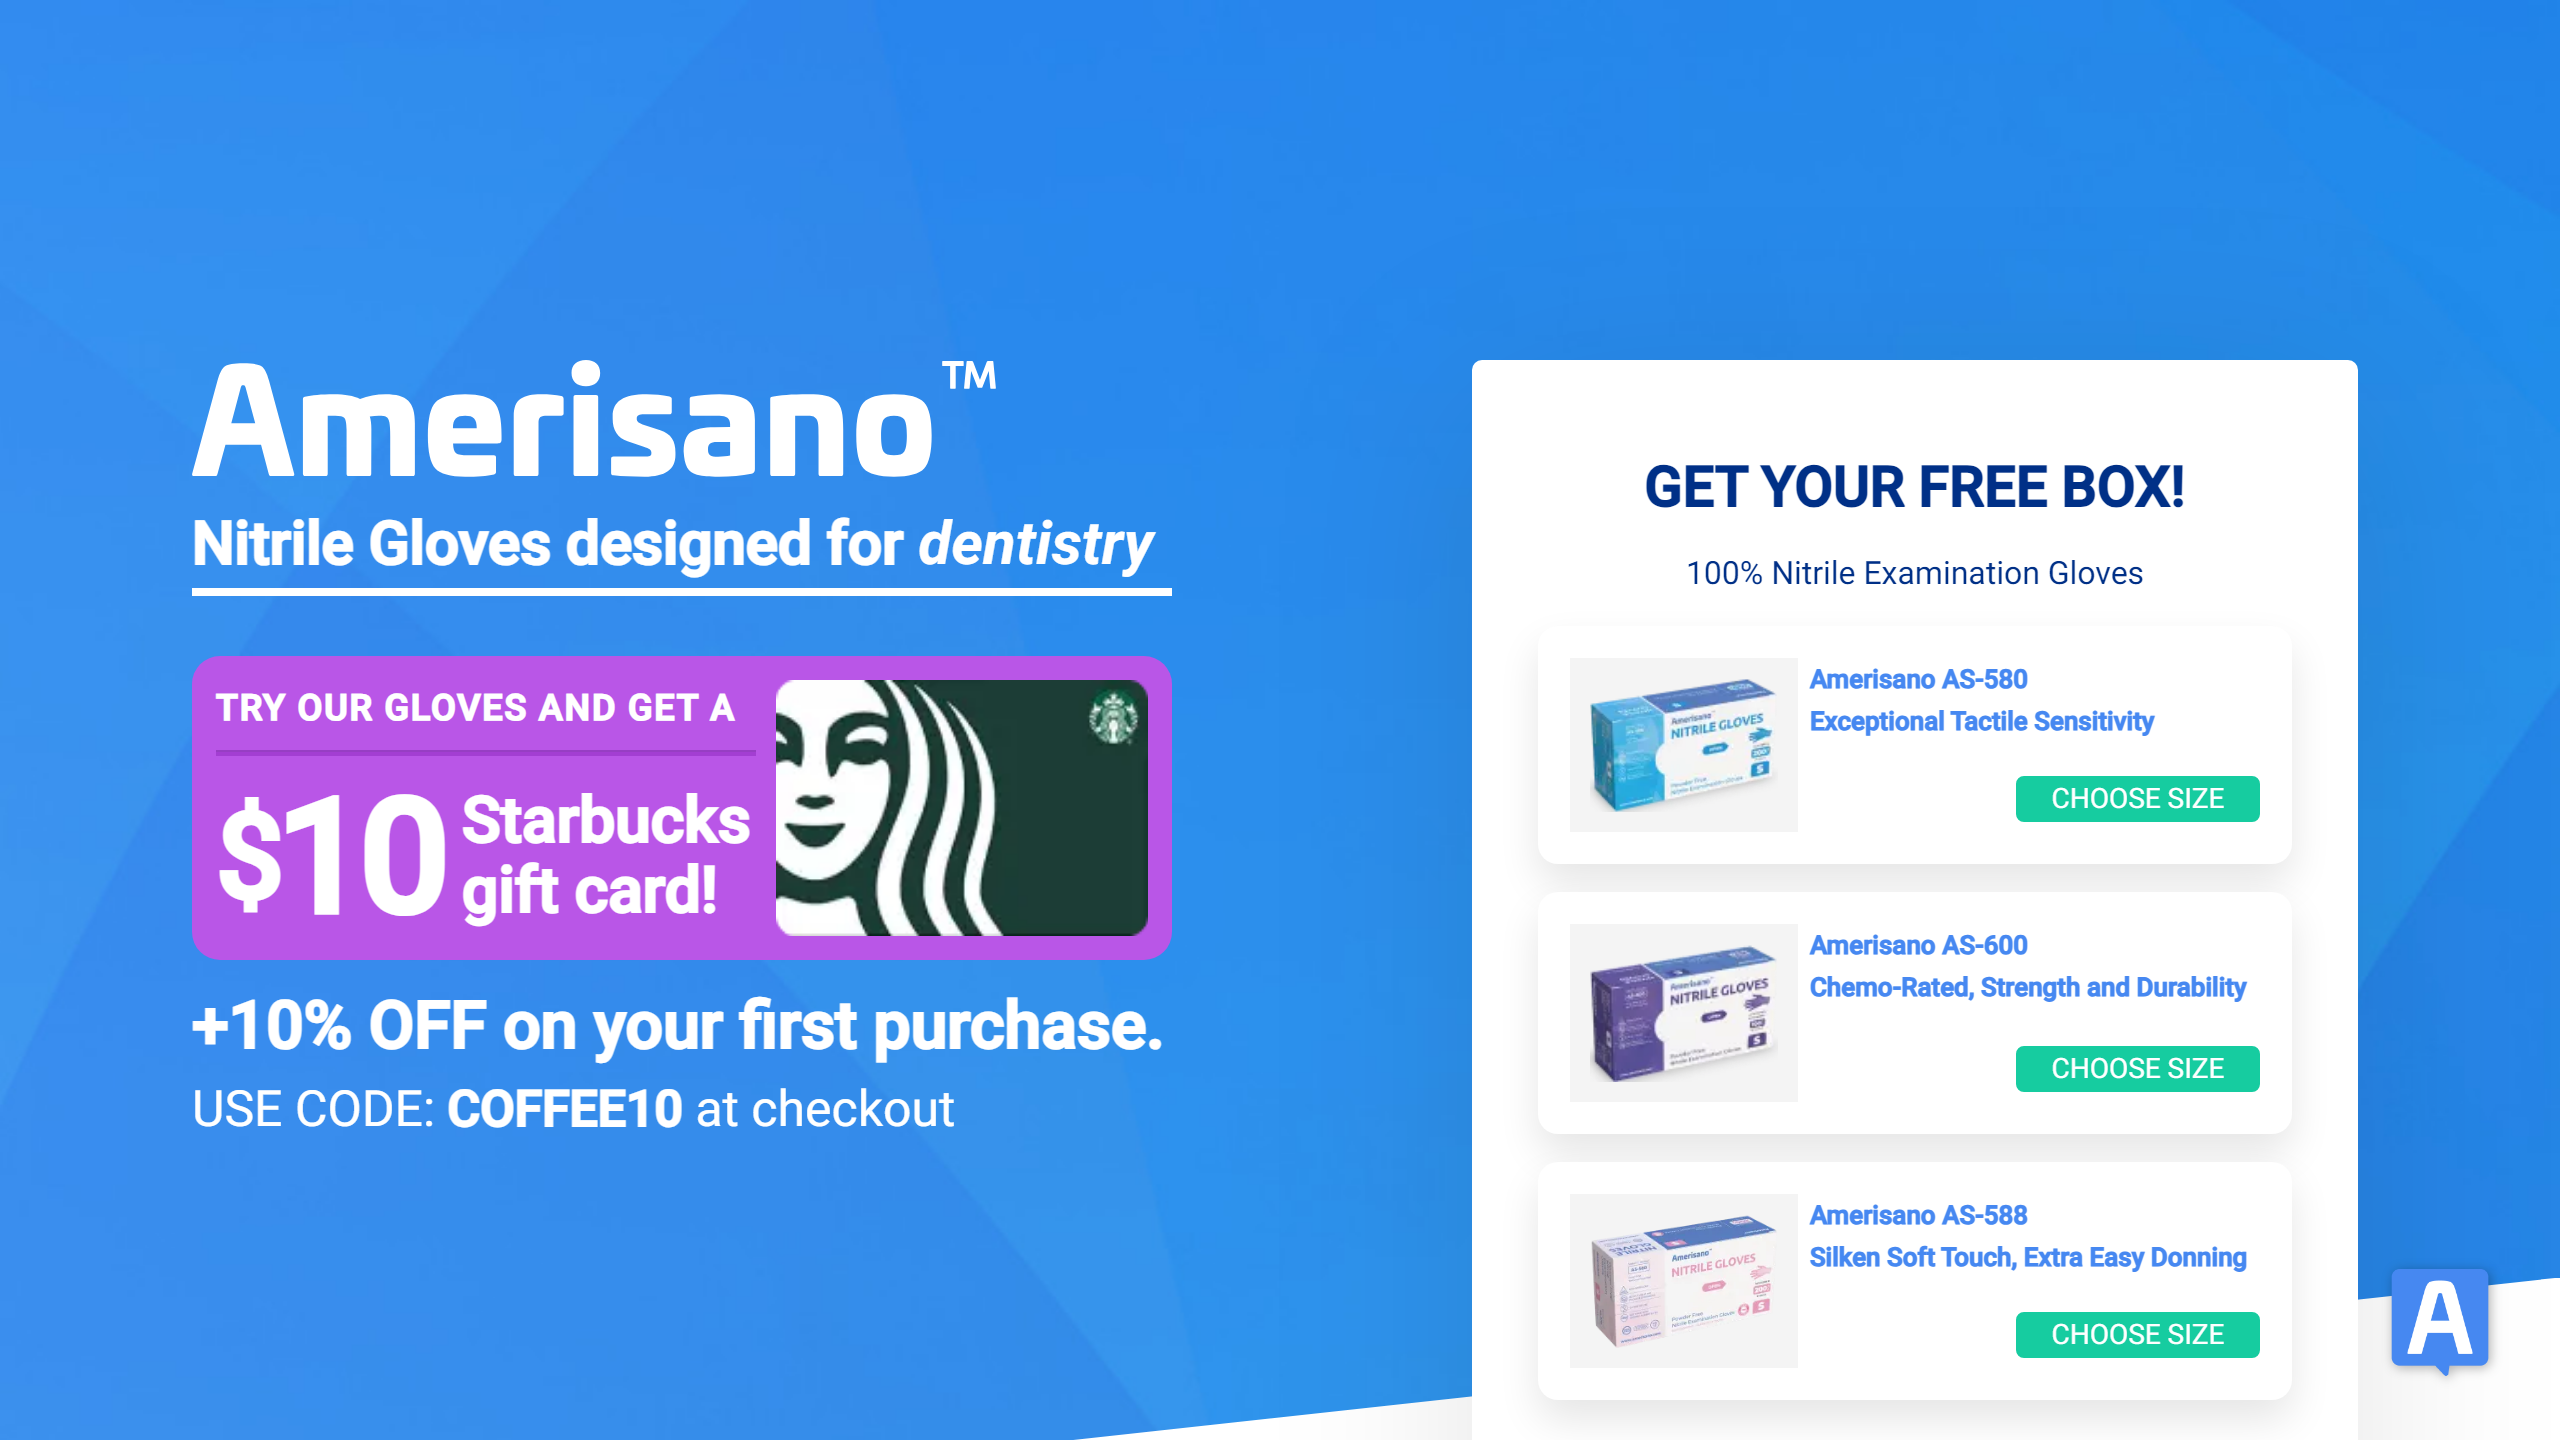 Amerisano™
Nitrile Gloves designed for dentistry
TRY OUR GLOVES AND GET A
$10 Starbucks
gift card!
+10% OFF on your first purchase.
USE CODE: COFFEE10 at checkout
GET YOUR FREE BOX!
100% Nitrile Examination Gloves
Amerisano
NITRILE GLOVES
S
Amerisano AS-580
Exceptional Tactile Sensitivity
CHOOSE SIZE
Amerisano
NITRILE GLOVES
S
Amerisano AS-600
Chemo-Rated, Strength and Durability
CHOOSE SIZE
Amerisano
NITRILE GLOVES
S
Amerisano AS-588
Silken Soft Touch, Extra Easy Donning
CHOOSE SIZE
A